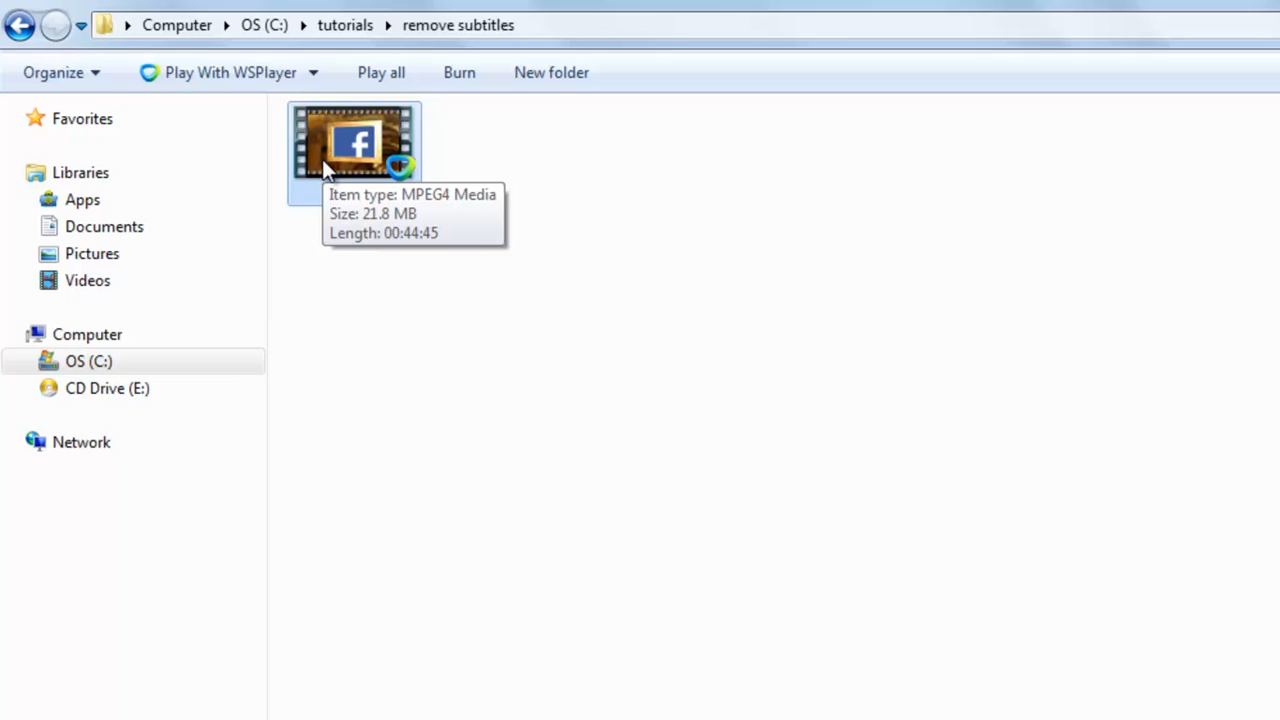 Computer OS (C:) tutorials remove subtitles
Organize Play With WSPlayer Play all Burn New folder
Favorites
Libraries
Apps
Documents
Pictures
Videos
Computer
OS (C:)
CD Drive (E:)
Network
f
Item type: MPEG4 Media
Size: 21.8 MB
Length: 00:44:45